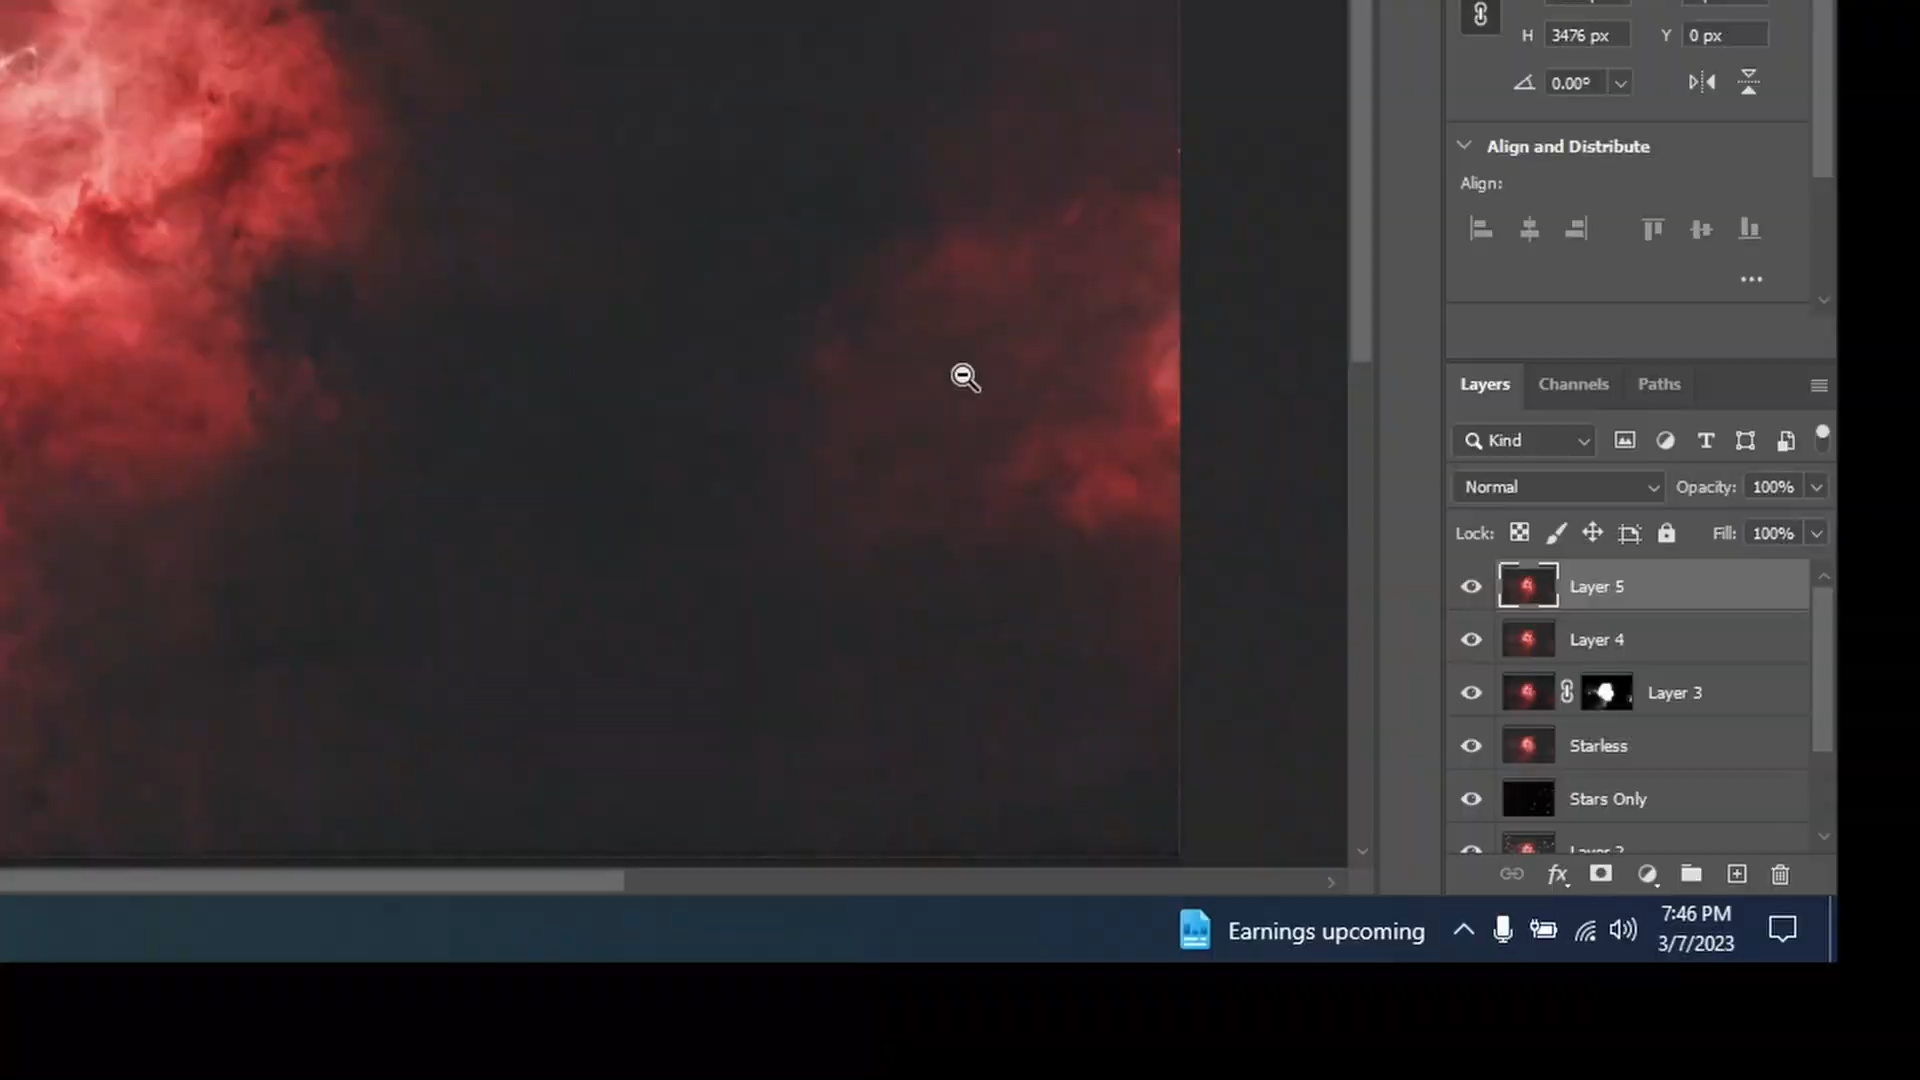 H 3476 px Y 0 px
0.00°
Align and Distribute
Align:
Layers Channels Paths
Kind
Normal Opacity: 100%
Lock: Fill: 100%
Layer 5
Layer 4
Layer 3
Starless
Stars Only
Earnings upcoming
7:46 PM
3/7/2023